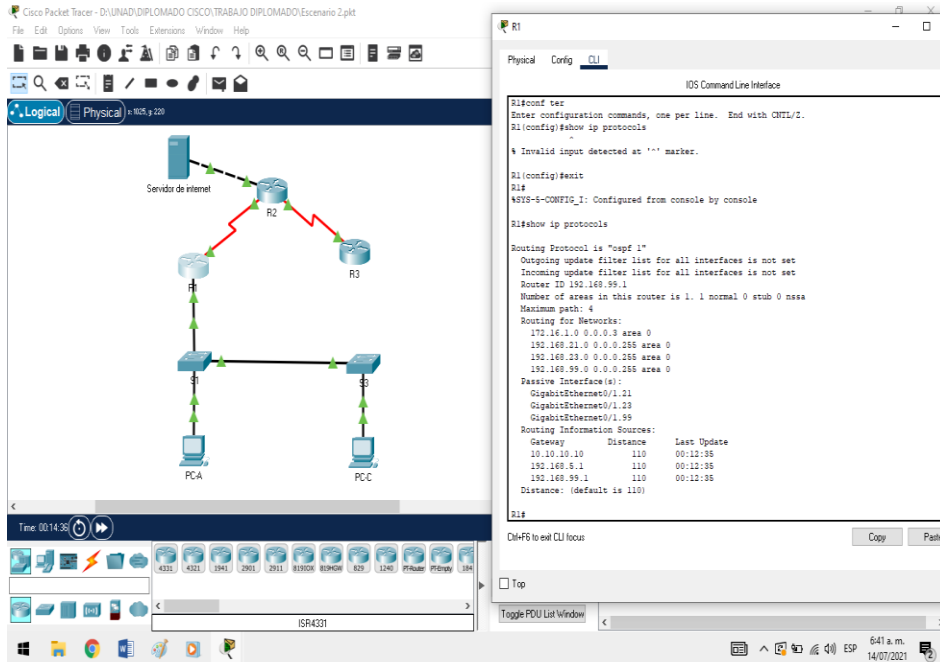 Cisco Packet Tracer - D:\UNAD\DIPLOMADO CISCO\TRABAJO DIPLOMADO\Escenario 2.pkt
File Edit Options View Tools Extensions Window Help
Logical Physical x: 1025, y: 220
Servidor de internet
R2
R3
R1
S1
S3
PC-A
PC-C
Time: 00:14:36
4331 4321 1941 2901 2911 819IOX 819HGW 829 1240 PT-Router PT-Empty 184
ISR4331
R1
Physical Config CLI
IOS Command Line Interface
R1#conf ter
Enter configuration commands, one per line. End with CNTL/Z.
R1(config)#show ip protocols
^
% Invalid input detected at '^' marker.
R1(config)#exit
R1#
%SYS-5-CONFIG_I: Configured from console by console
R1#show ip protocols
Routing Protocol is "ospf 1"
Outgoing update filter list for all interfaces is not set
Incoming update filter list for all interfaces is not set
Router ID 192.168.99.1
Number of areas in this router is 1. 1 normal 0 stub 0 nssa
Maximum path: 4
Routing for Networks:
172.16.1.0 0.0.0.3 area 0
192.168.21.0 0.0.0.255 area 0
192.168.23.0 0.0.0.255 area 0
192.168.99.0 0.0.0.255 area 0
Passive Interface(s):
GigabitEthernet0/1.21
GigabitEthernet0/1.23
GigabitEthernet0/1.99
Routing Information Sources:
Gateway Distance Last Update
10.10.10.10 110 00:12:35
192.168.5.1 110 00:12:35
192.168.99.1 110 00:12:35
Distance: (default is 110)
R1#
Ctrl+F6 to exit CLI focus
Copy Paste
Top
Toggle PDU List Window
ESP
6:41 a. m.
14/07/2021
2